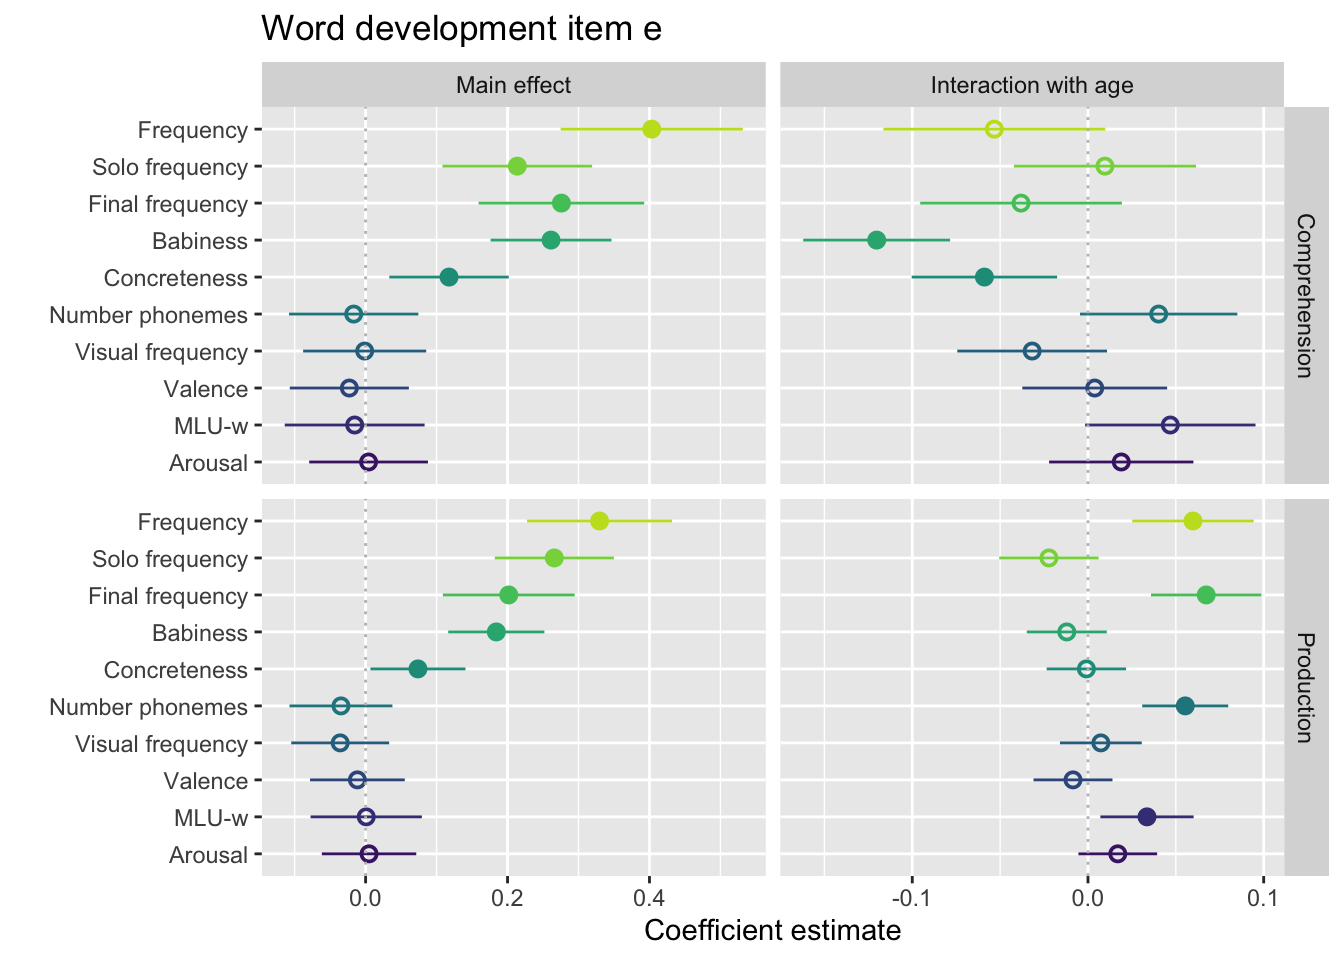 Word development item e
Main effect
Interaction with age
Frequency
Solo frequency
Final frequency
Babiness
Concreteness
Number phonemes
Visual frequency
Valence
MLU-w
Arousal
Comprehension
Frequency
Solo frequency
Final frequency
Babiness
Concreteness
Number phonemes
Visual frequency
Valence
MLU-w
Arousal
Production
0.0 0.2 0.4 -0.1 0.0 0.1
Coefficient estimate